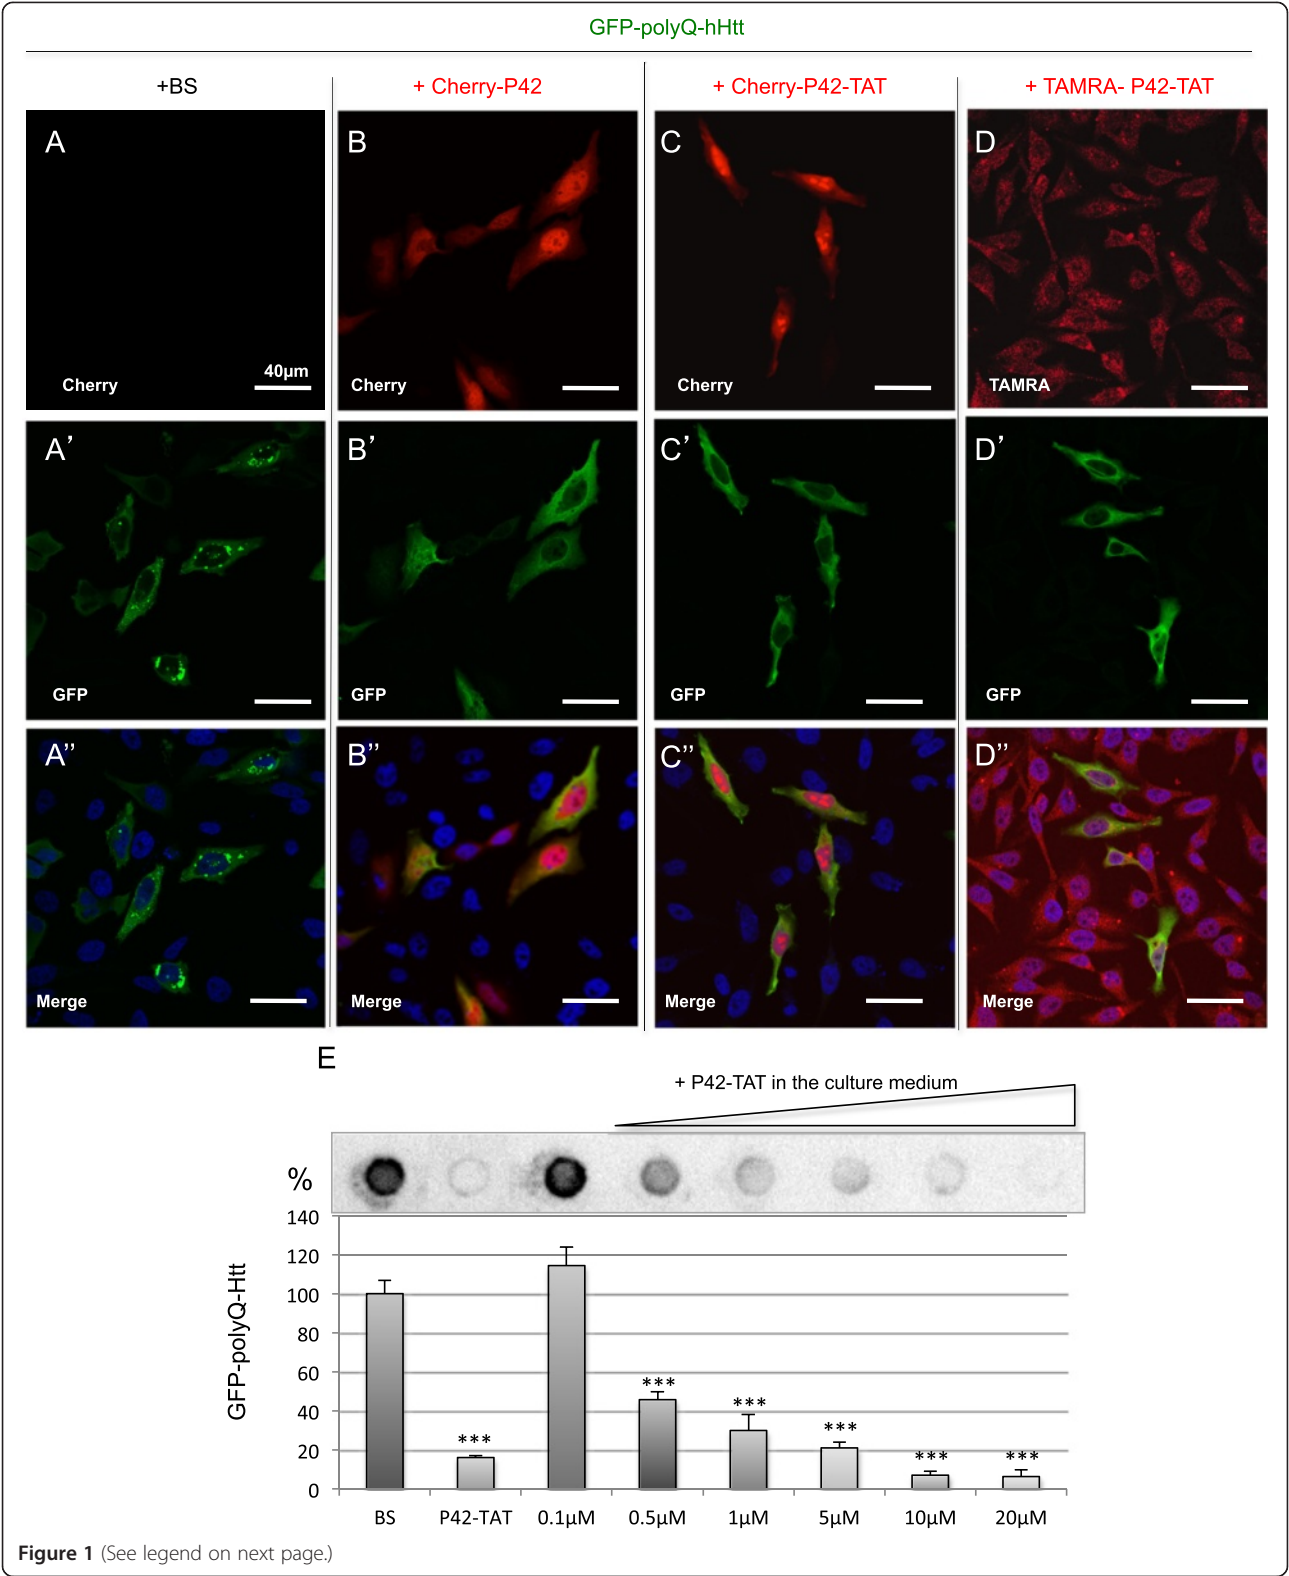 GFP-polyQ-hHtt
+BS
+ Cherry-P42
+ Cherry-P42-TAT
+ TAMRA- P42-TAT
A
40µm
Cherry
B
Cherry
C
Cherry
D
TAMRA
A’
GFP
B’
GFP
C’
GFP
D’
GFP
A’’
Merge
B’’
Merge
C’’
Merge
D’’
Merge
E
+ P42-TAT in the culture medium
%
GFP-polyQ-Htt
140
120
100
80
60
40
20
0
***
***
***
***
***
***
BS P42-TAT 0.1µM 0.5µM 1µM 5µM 10µM 20µM
Figure 1 (See legend on next page.)